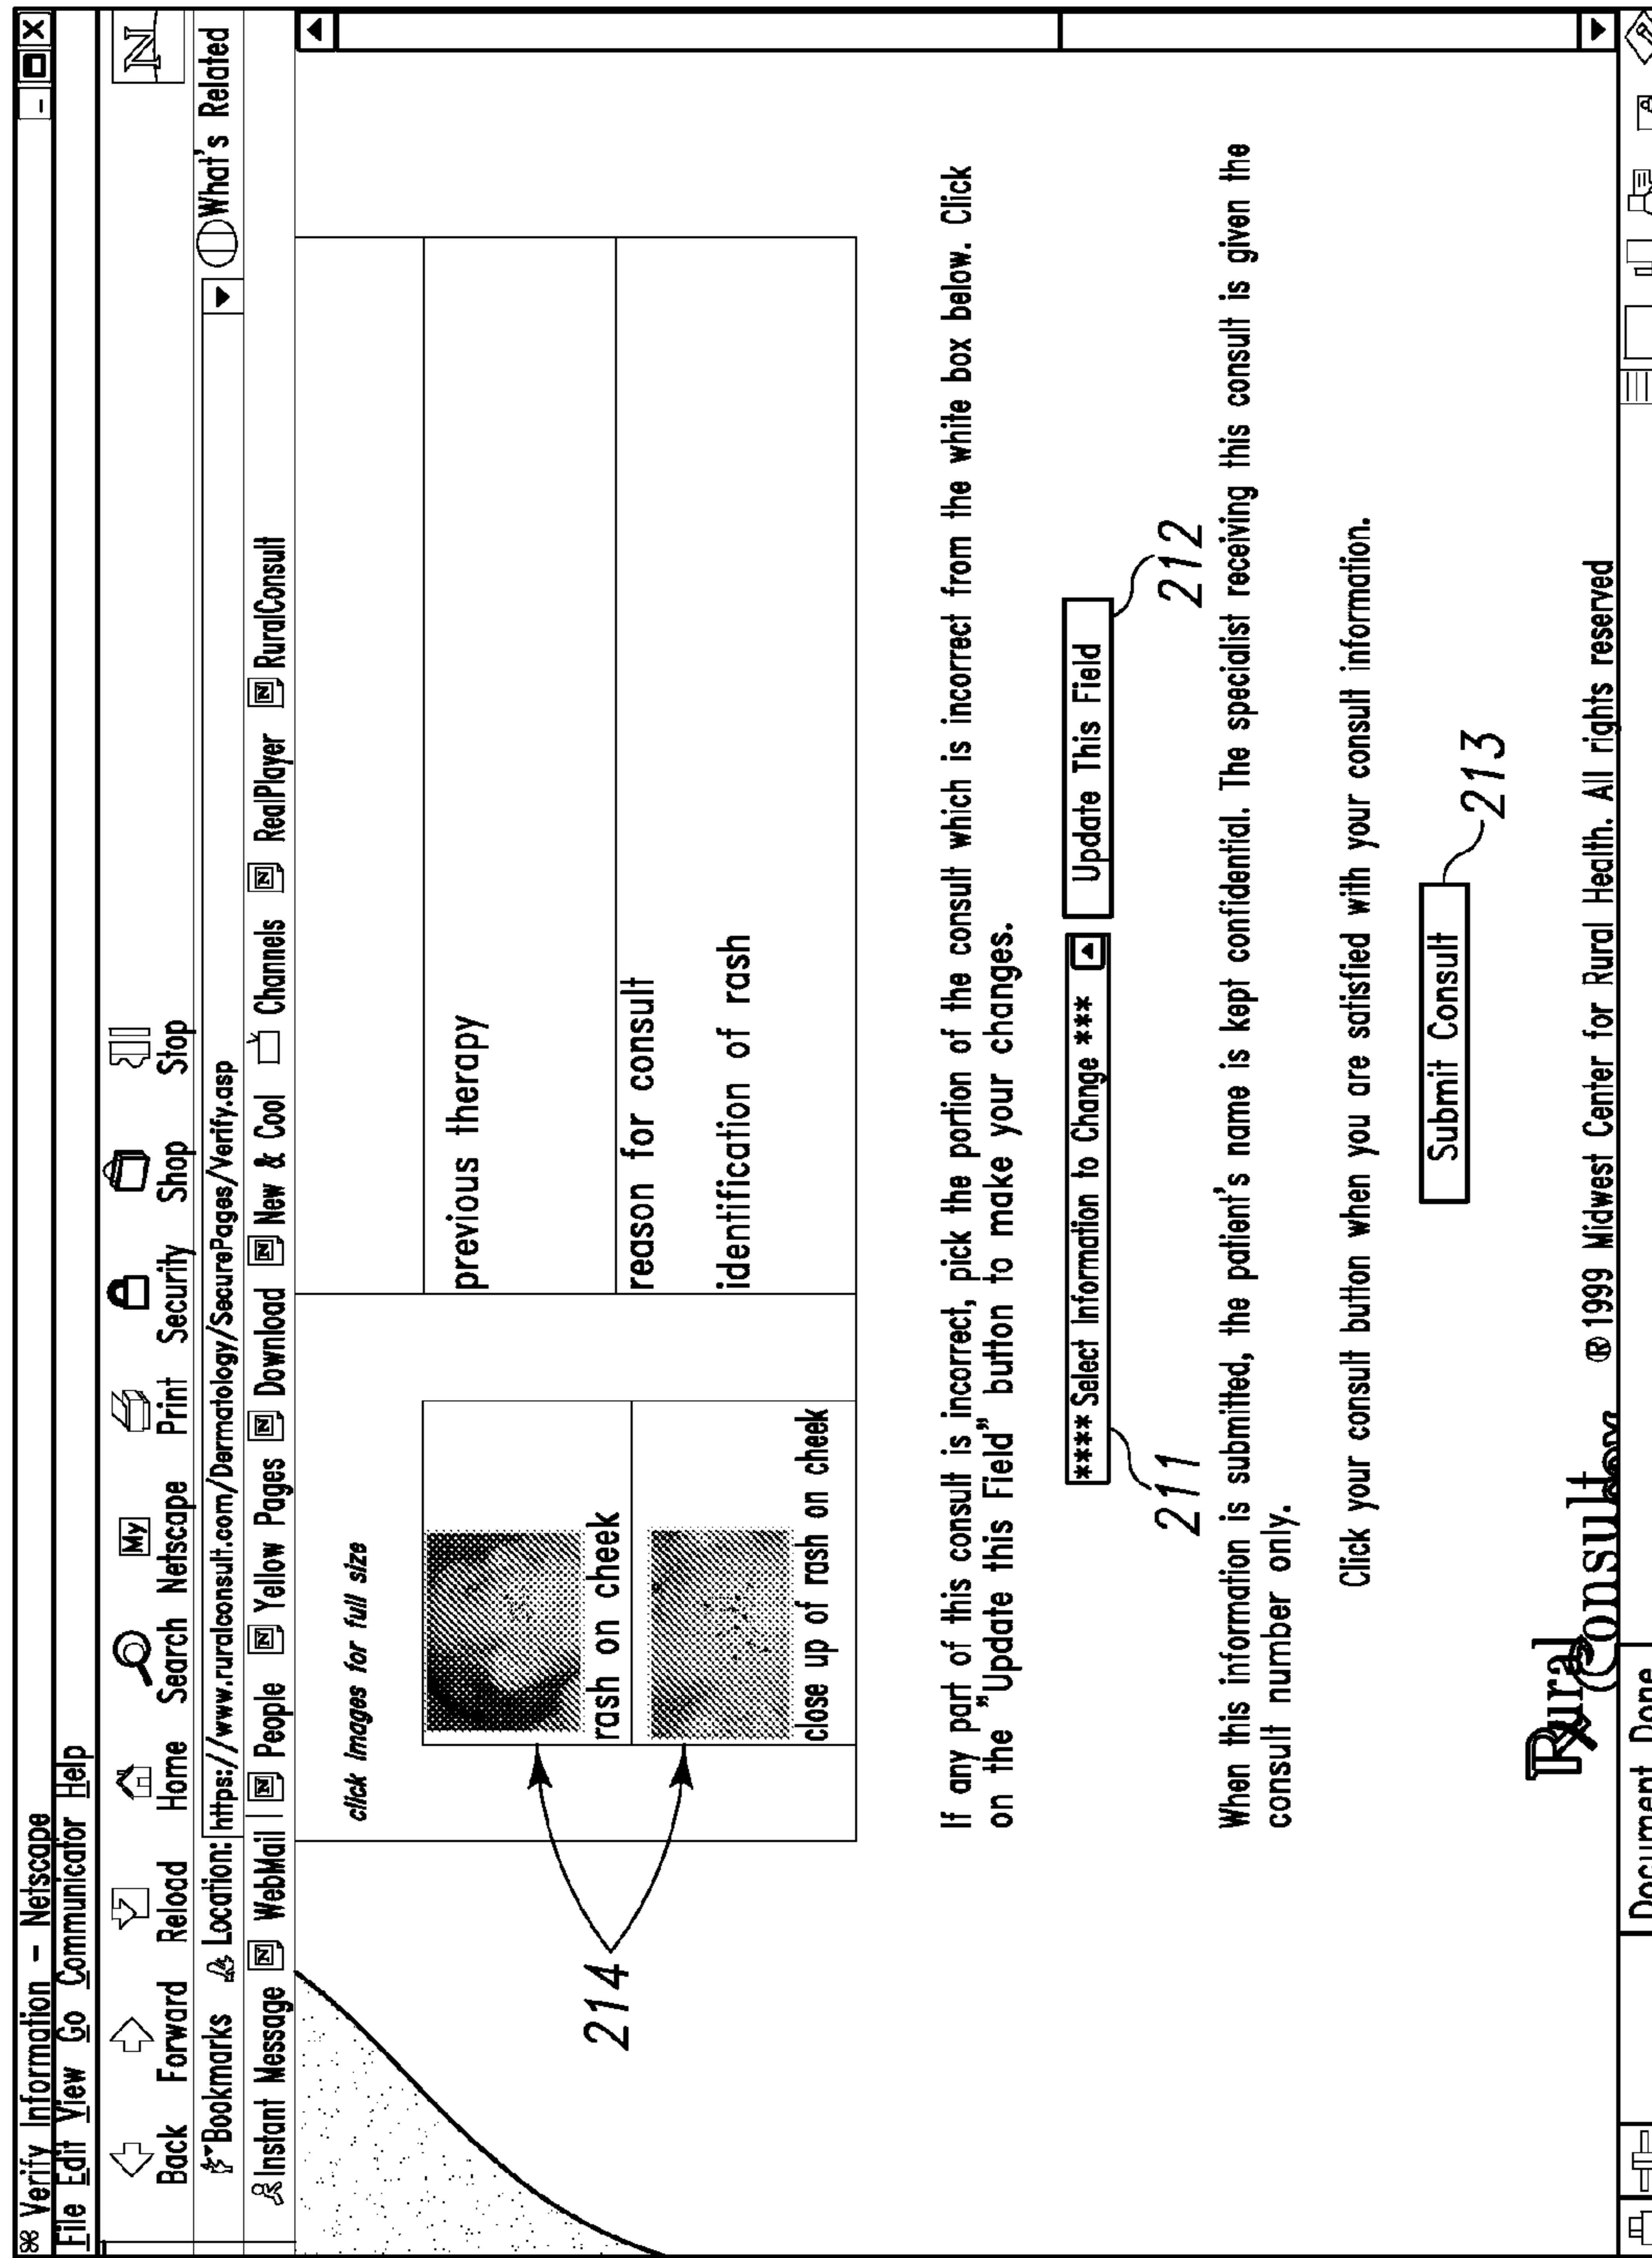 Verify Information - Netscape
File Edit View Go Communicator Help
Back Forward Reload Home Search Netscape Print Security Shop Stop
My
N
Bookmarks Location: https://www.ruralconsult.com/Dermatology/SecurePages/Verify.asp What's Related
Instant Message N WebMail N People N Yellow Pages N Download N New & Cool Channels N RealPlayer N RuralConsult
click images for full size
214
rash on cheek
close up of rash on cheek
previous therapy
reason for consult
identification of rash
If any part of this consult is incorrect, pick the portion of the consult which is incorrect from the white box below. Click
on the "Update this Field" button to make your changes.
**** Select Information to Change *** Update This Field
211 212
When this information is submitted, the patient's name is kept confidential. The specialist receiving this consult is given the
consult number only.
Click your consult button when you are satisfied with your consult information.
Submit Consult
213
Rural
Consult ® 1999 Midwest Center for Rural Health. All rights reserved
Document Done